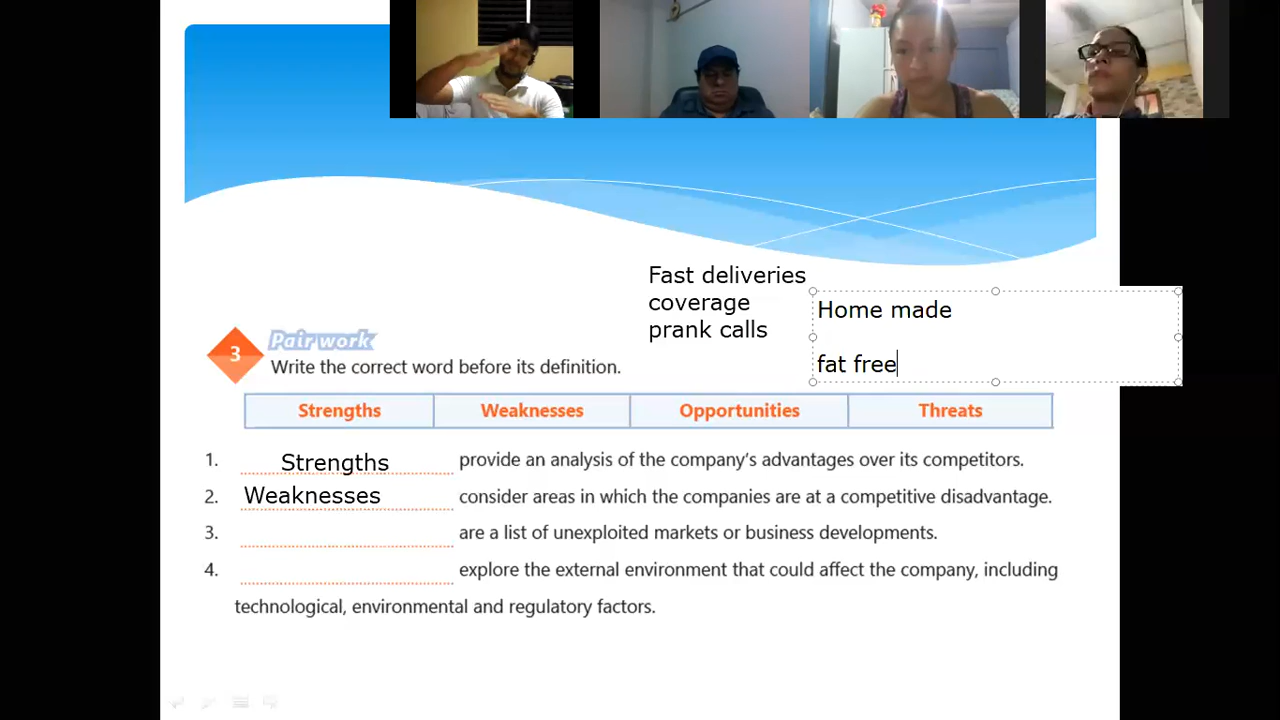 Fast deliveries
coverage
prank calls
Home made
fat free
3
Pair work
Write the correct word before its definition.
Strengths Weaknesses Opportunities Threats
1. Strengths provide an analysis of the company's advantages over its competitors.
2. Weaknesses consider areas in which the companies are at a competitive disadvantage.
3. are a list of unexploited markets or business developments.
4. explore the external environment that could affect the company, including
technological, environmental and regulatory factors.